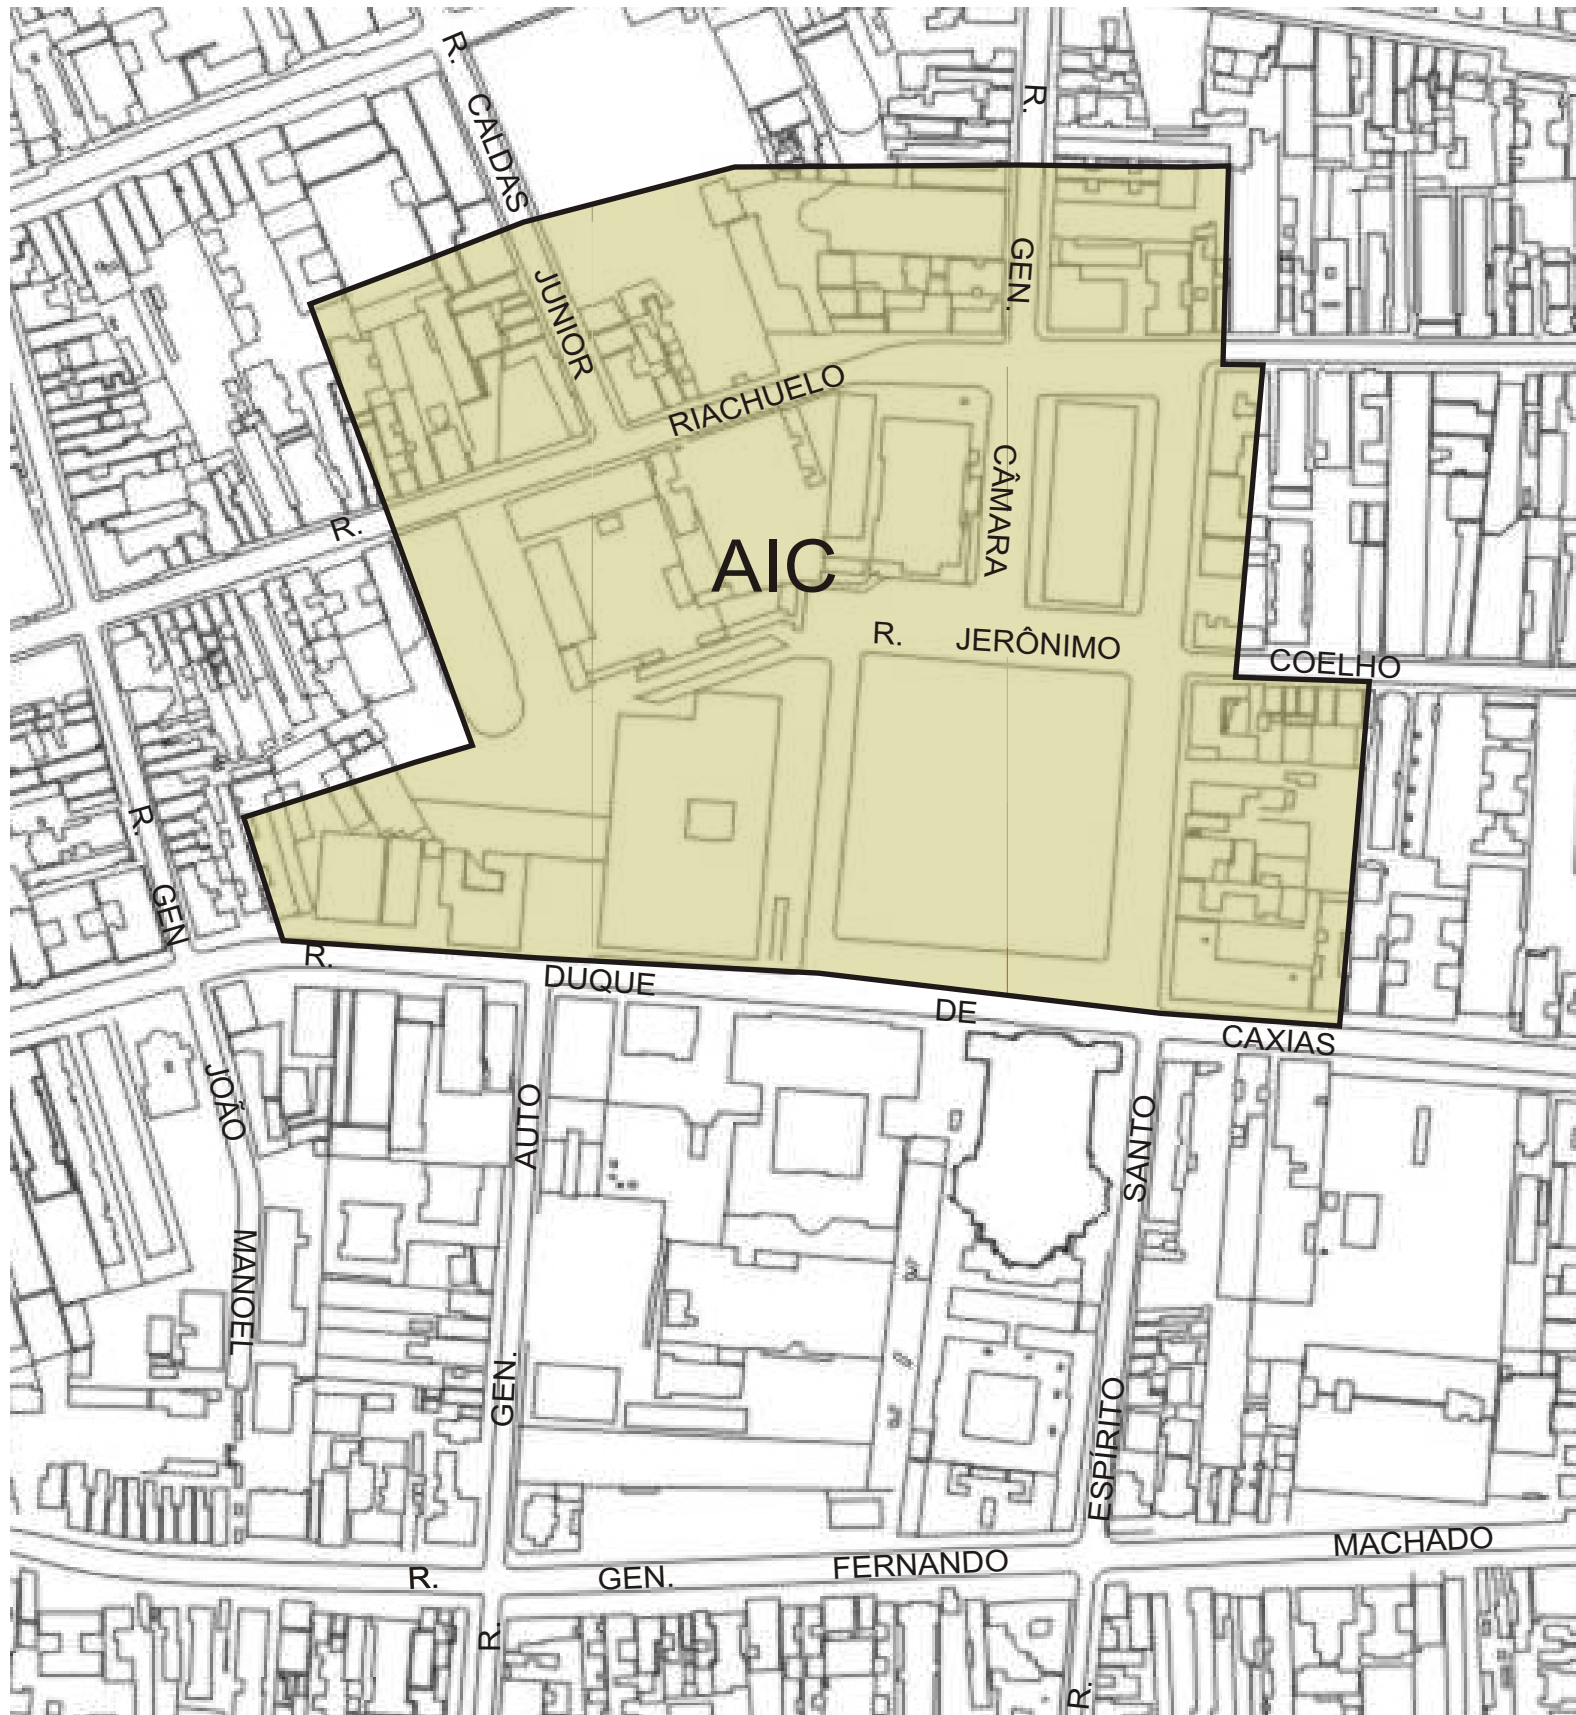 R. CALDAS JUNIOR
R. GEN. CÂMARA
R. RIACHUELO
AIC
R. JERÔNIMO COELHO
R. GEN JOÃO MANOEL
R. DUQUE DE CAXIAS
R. GEN. AUTO
R. ESPÍRITO SANTO
R. GEN. FERNANDO MACHADO